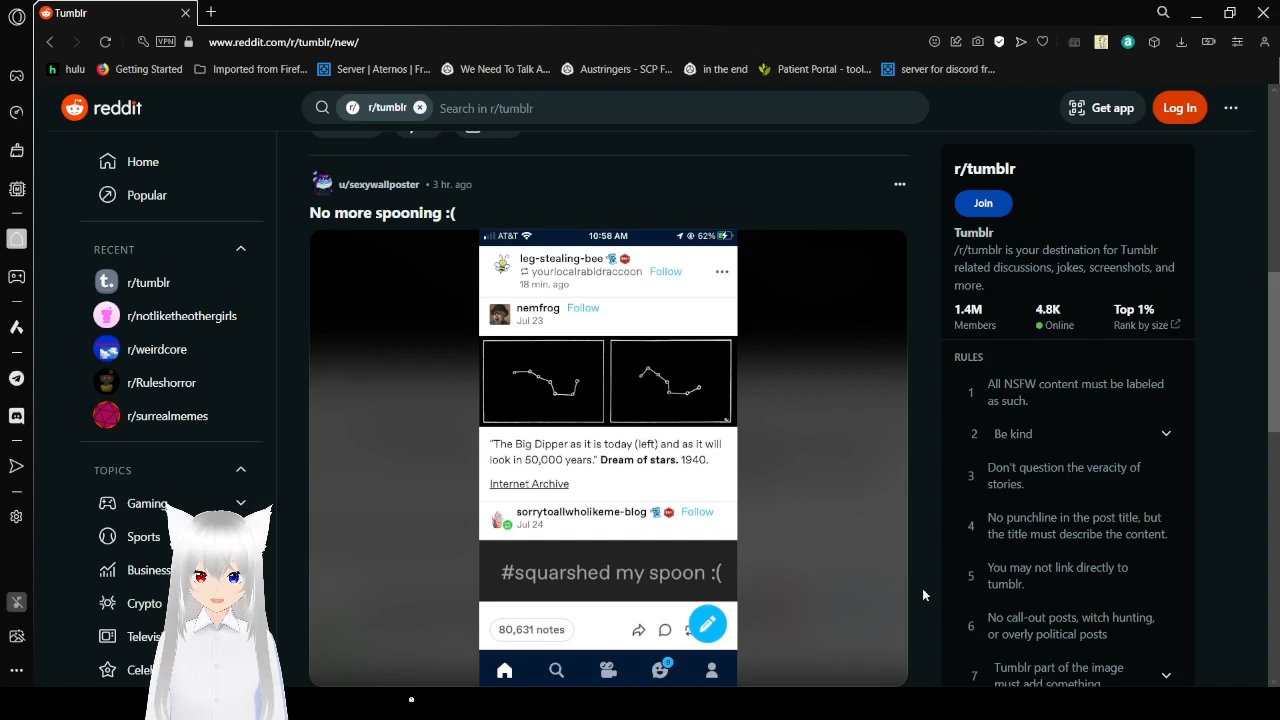 Tumblr
VPN
www.reddit.com/r/tumblr/new/
hulu
Getting Started
Imported from Firef...
Server | Aternos | Fr...
We Need To Talk A...
Austringers - SCP F...
in the end
Patient Portal - tool...
server for discord fr...
reddit
r/ r/tumblr
Search in r/tumblr
Get app
Log In
Home
Popular
RECENT
r/tumblr
r/notliketheothergirls
r/weirdcore
r/Ruleshorror
r/surrealmemes
TOPICS
Gaming
Sports
Business
Crypto
Televi
Celeb
u/sexywallposter • 3 hr. ago
No more spooning :(
AT&T 10:58 AM 62%
leg-stealing-bee
yourlocalrabidraccoon Follow
18 min. ago
nemfrog Follow
Jul 23
"The Big Dipper as it is today (left) and as it will
look in 50,000 years." Dream of stars. 1940.
Internet Archive
sorrytoallwholikeme-blog Follow
Jul 24
#squarshed my spoon :(
80,631 notes
r/tumblr
Join
Tumblr
/r/tumblr is your destination for Tumblr
related discussions, jokes, screenshots, and
more.
1.4M 4.8K Top 1%
Members Online Rank by size
RULES
1 All NSFW content must be labeled
as such.
2 Be kind
3 Don't question the veracity of
stories.
4 No punchline in the post title, but
the title must describe the content.
5 You may not link directly to
tumblr.
6 No call-out posts, witch hunting,
or overly political posts
7 Tumblr part of the image
must add something